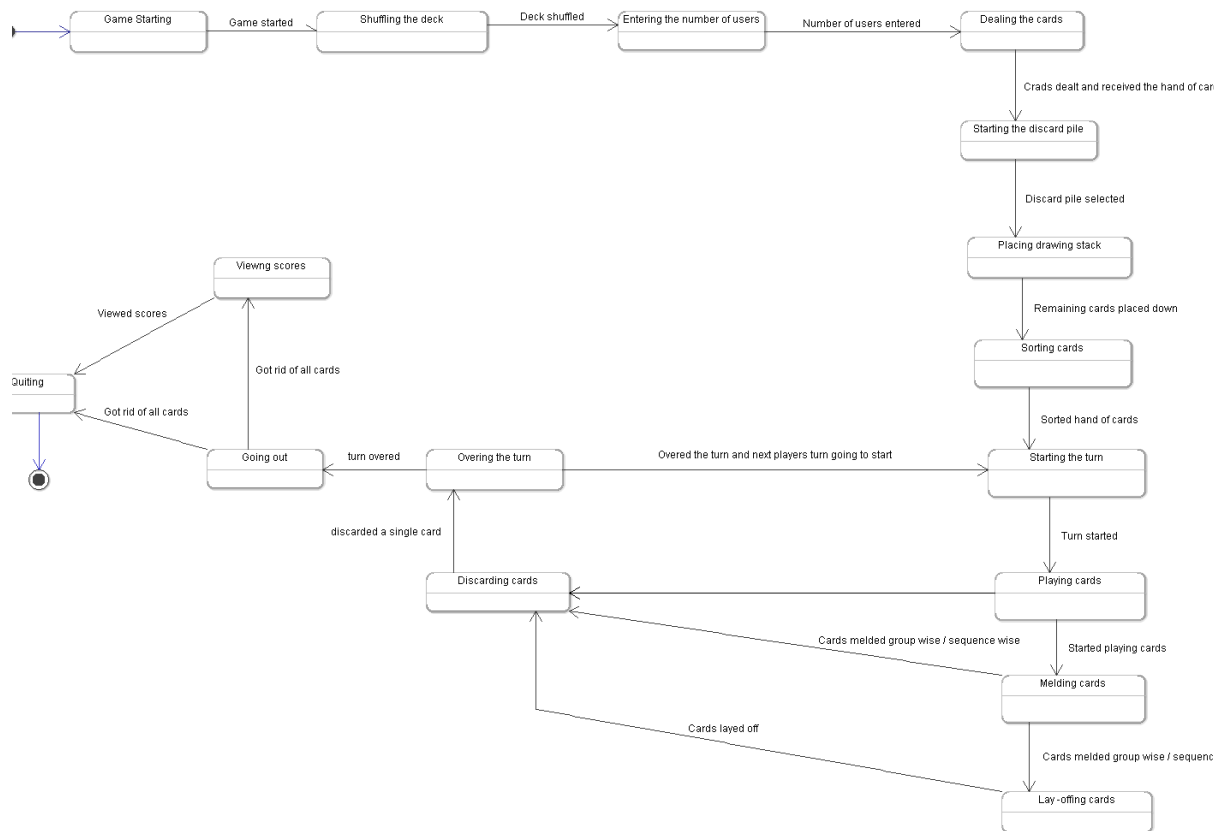 Game Starting
Game started
Shuffling the deck
Deck shuffled
Entering the number of users
Number of users entered
Dealing the cards
Crads dealt and received the hand of
Starting the discard pile
Discard pile selected
Placing drawing stack
Viewng scores
Remaining cards placed down
Viewed scores
Sorting cards
Got rid of all cards
Quiting
Got rid of all cards
Sorted hand of cards
Going out
turn overed
Overing the turn
Overed the turn and next players turn going to start
Starting the turn
discarded a single card
Turn started
Discarding cards
Playing cards
Cards melded group wise / sequence wise
Started playing cards
Melding cards
Cards layed off
Cards melded group wise /
Lay-offing cards